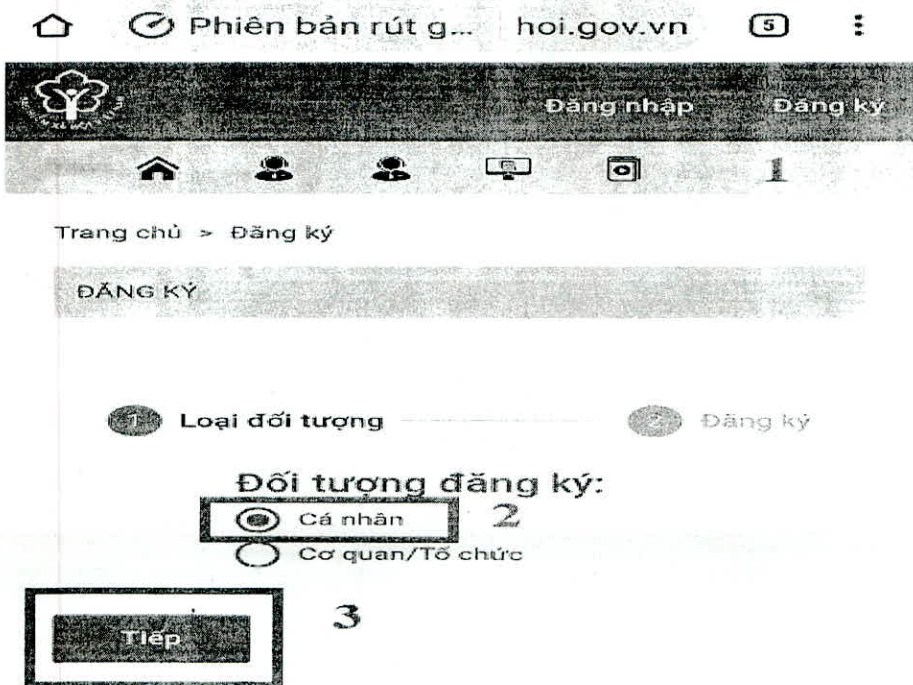 Phiên bản rút g... hoi.gov.vn 5
Đăng nhập Đăng ký
1
Trang chủ > Đăng ký
ĐĂNG KÝ
1 Loại đối tượng 2 Đăng ký
Đối tượng đăng ký:
Cá nhân 2
Cơ quan/Tổ chức
Tiếp 3